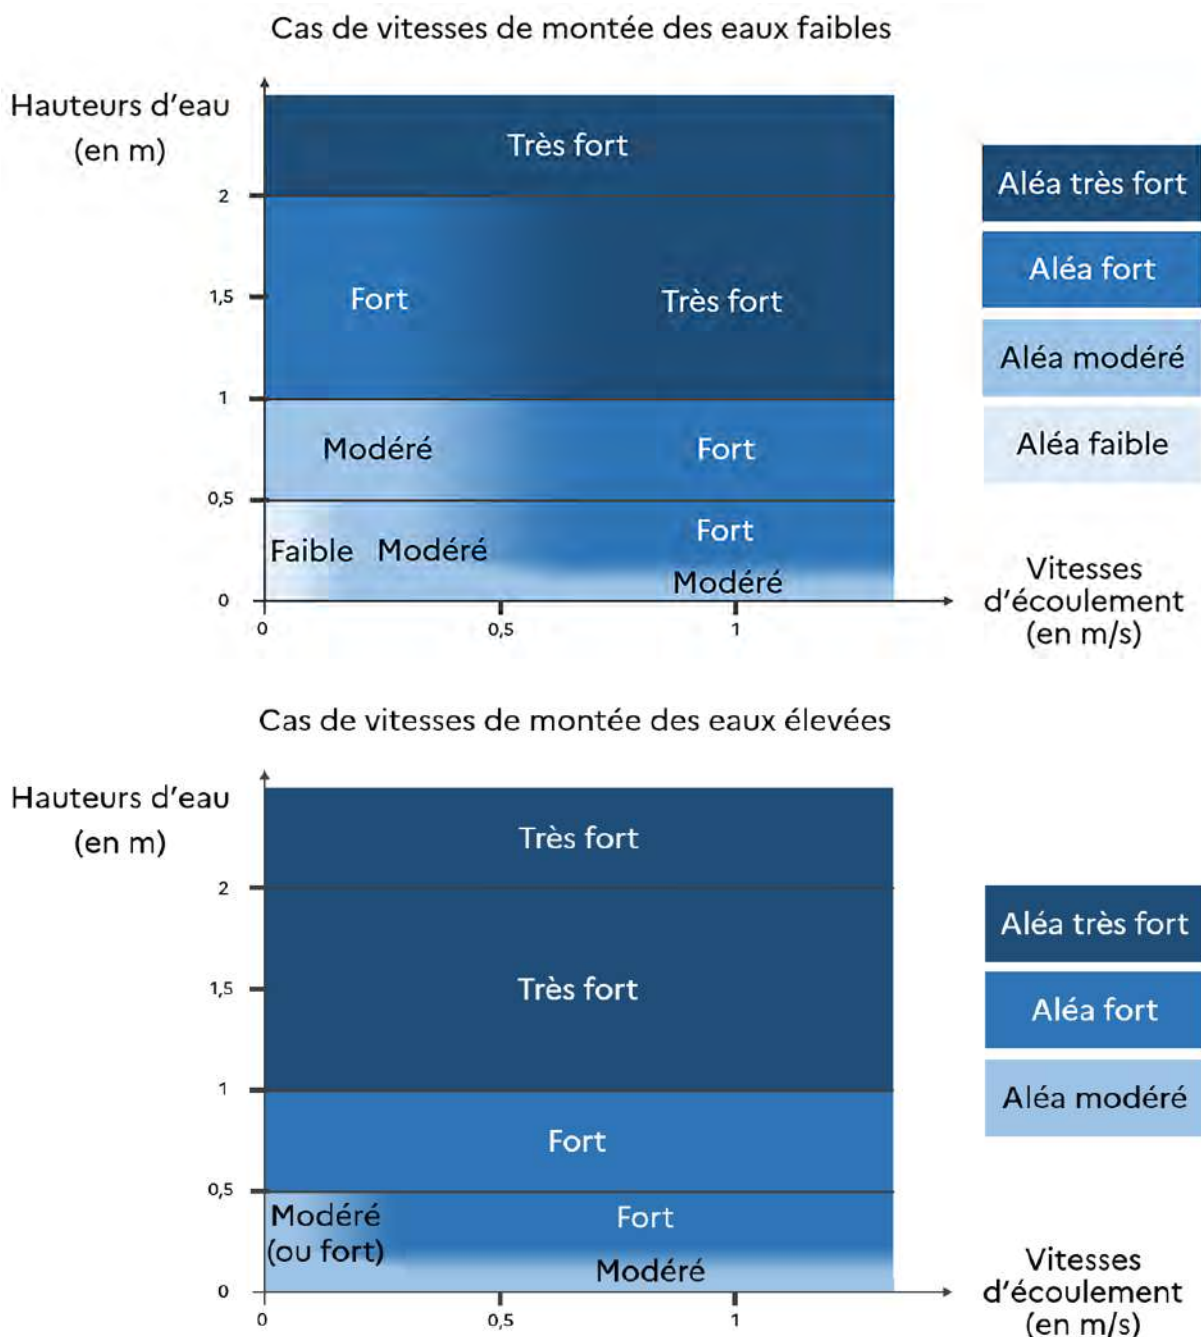 Cas de vitesses de montée des eaux faibles
Hauteurs d'eau
(en m)
Très fort
Aléa très fort
2
Aléa fort
1,5
Fort
Très fort
Aléa modéré
1
Modéré
Fort
Aléa faible
0,5
Fort
Faible
Modéré
Modéré
0
0
0,5
1
Vitesses
d'écoulement
(en m/s)
Cas de vitesses de montée des eaux élevées
Hauteurs d'eau
(en m)
Très fort
2
Aléa très fort
1,5
Très fort
Aléa fort
1
Aléa modéré
Fort
0,5
Modéré
(ou fort)
Fort
Modéré
0
0
0,5
1
Vitesses
d'écoulement
(en m/s)